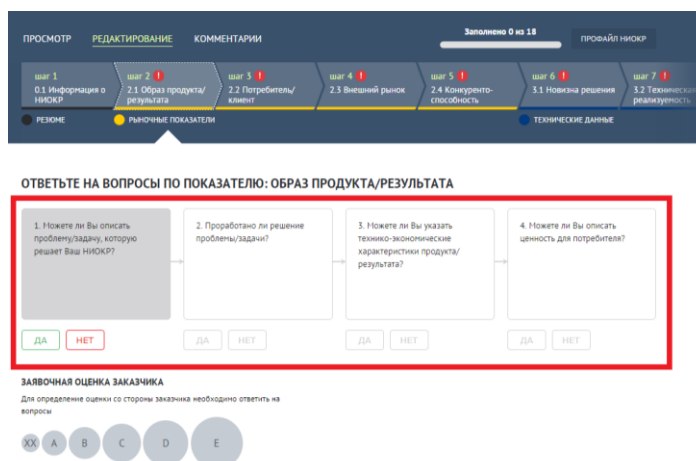 ПРОСМОТР РЕДАКТИРОВАНИЕ КОММЕНТАРИИ
Заполнено 0 из 18
ПРОФАЙЛ НИОКР
шаг 1
0.1 Информация о
НИОКР
шаг 2 !
2.1 Образ продукта/
результата
шаг 3 !
2.2 Потребитель/
клиент
шаг 4 !
2.3 Внешний рынок
шаг 5 !
2.4 Конкуренто-
способность
шаг 6 !
3.1 Новизна решения
шаг 7 !
3.2 Техническая
реализуемость
РЕЗЮМЕ
РЫНОЧНЫЕ ПОКАЗАТЕЛИ
ТЕХНИЧЕСКИЕ ДАННЫЕ
ОТВЕТЬТЕ НА ВОПРОСЫ ПО ПОКАЗАТЕЛЮ: ОБРАЗ ПРОДУКТА/РЕЗУЛЬТАТА
1. Можете ли Вы описать
проблему/задачу, которую
решает Ваш НИОКР?
2. Проработано ли решение
проблемы/задачи?
3. Можете ли Вы указать
технико-экономические
характеристики продукта/
результата?
4. Можете ли Вы описать
ценность для потребителя?
ДА НЕТ
ДА НЕТ
ДА НЕТ
ДА НЕТ
ЗАЯВОЧНАЯ ОЦЕНКА ЗАКАЗЧИКА
Для определение оценки со стороны заказчика необходимо ответить на
вопросы
XX A B C D E